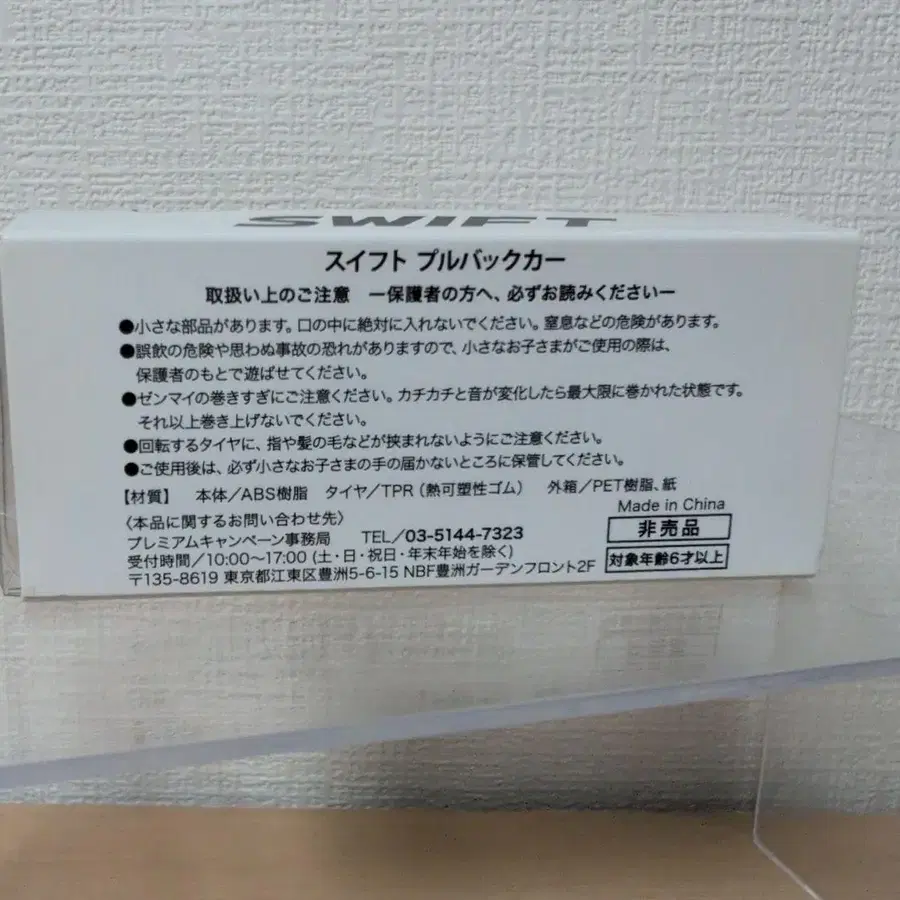 SWIFT
スイフト プルバックカー
取扱い上のご注意 ー保護者の方へ、必ずお読みくださいー
●小さな部品があります。口の中に絶対に入れないでください。窒息などの危険があります。
●誤飲の危険や思わぬ事故の恐れがありますので、小さなお子さまがご使用の際は、
保護者のもとで遊ばせてください。
●ゼンマイの巻きすぎにご注意ください。カチカチと音が変化したら最大限に巻かれた状態です。
それ以上巻き上げないでください。
●回転するタイヤに、指や髪の毛などが挟まれないようにご注意ください。
●ご使用後は、必ず小さなお子さまの手の届かないところに保管してください。
【材質】 本体/ABS樹脂 タイヤ/TPR(熱可塑性ゴム) 外箱/PET樹脂、紙
Made in China
〈本品に関するお問い合わせ先〉
プレミアムキャンペーン事務局 TEL/03-5144-7323
非売品
受付時間/10:00〜17:00(土・日・祝日・年末年始を除く)
〒135-8619 東京都江東区豊洲5-6-15 NBF豊洲ガーデンフロント2F
対象年齢6才以上